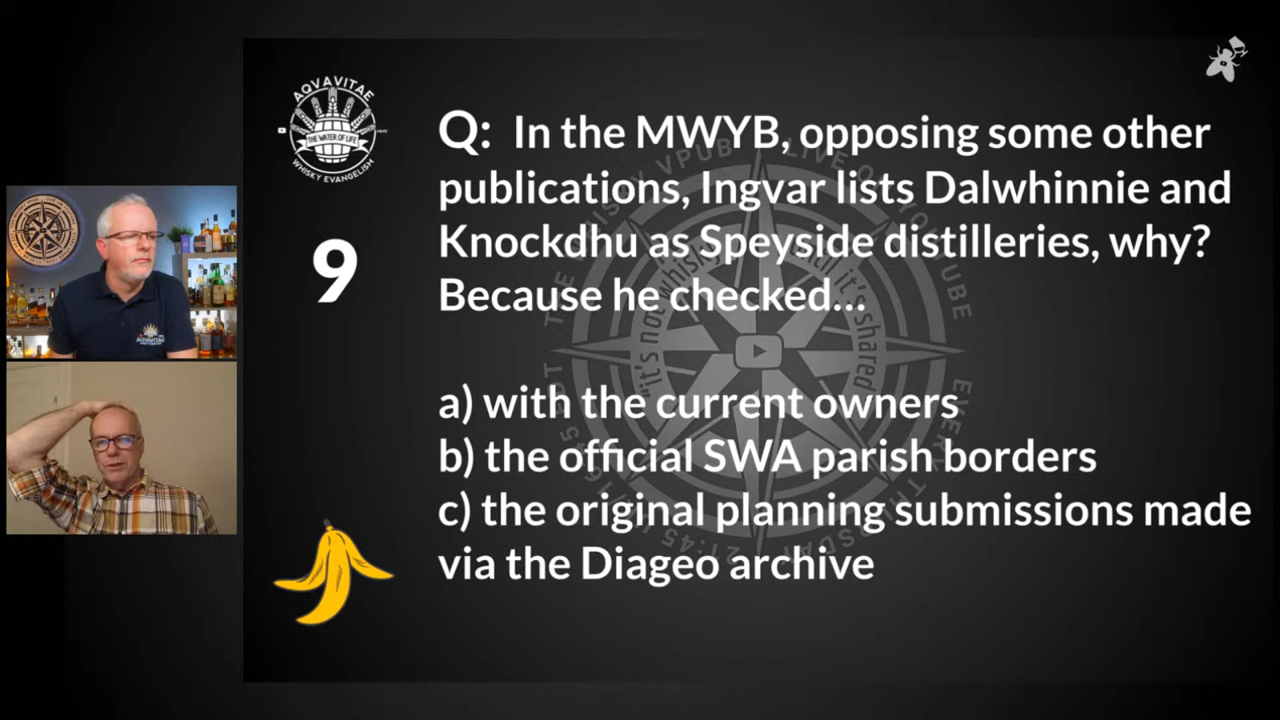 AQVAVITAE
THE WATER OF LIFE
WHISKY EVANGELISM
9
Q: In the MWYB, opposing some other
publications, Ingvar lists Dalwhinnie and
Knockdhu as Speyside distilleries, why?
Because he checked...
a) with the current owners
b) the official SWA parish borders
c) the original planning submissions made
via the Diageo archive
AQVAVITAE